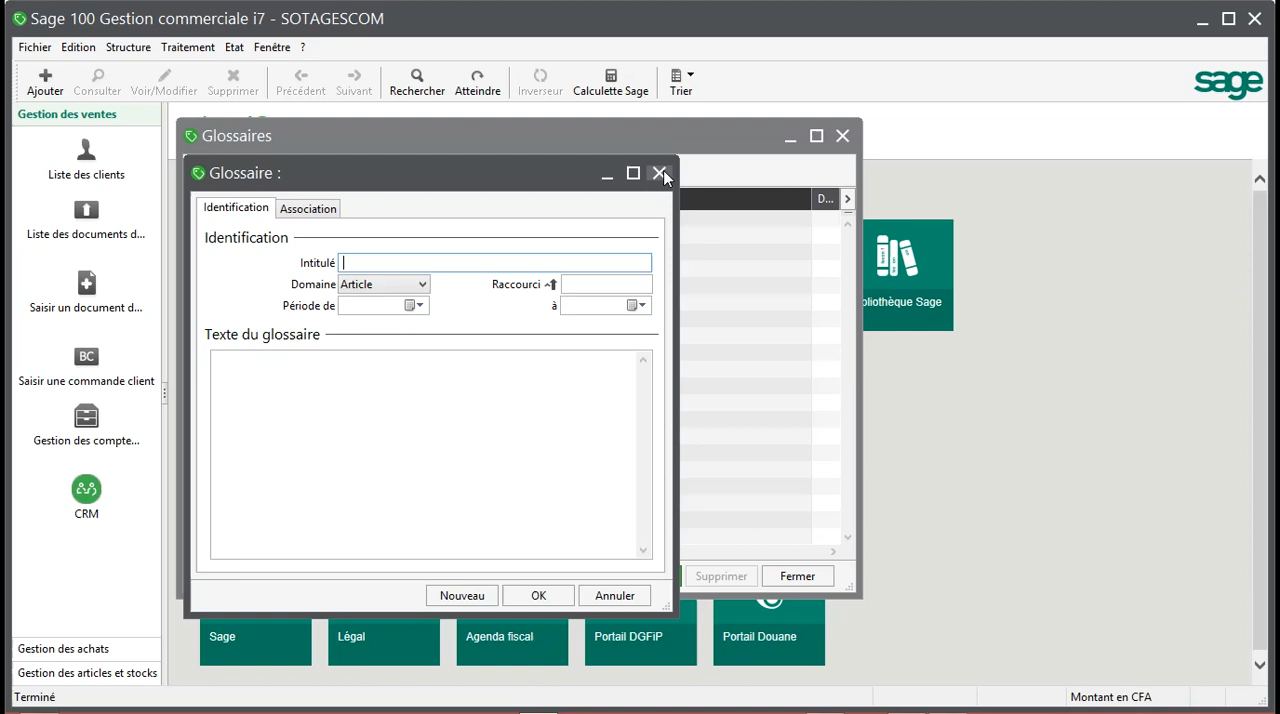 Sage 100 Gestion commerciale i7 - SOTAGESCOM
Fichier Edition Structure Traitement Etat Fenêtre ?
Ajouter Consulter Voir/Modifier Supprimer Précédent Suivant Rechercher Atteindre Inverseur Calculette Sage Trier
sage
Gestion des ventes
Liste des clients
Liste des documents d...
Saisir un document d...
BC
Saisir une commande client
Gestion des compte...
CRM
Gestion des achats
Gestion des articles et stocks
Glossaires
D...
Glossaire :
Identification Association
Identification
Intitulé
Domaine Article Raccourci
Période de à
Texte du glossaire
Nouveau OK Annuler
Supprimer Fermer
bliothèque Sage
Sage Légal Agenda fiscal Portail DGFiP Portail Douane
Terminé Montant en CFA